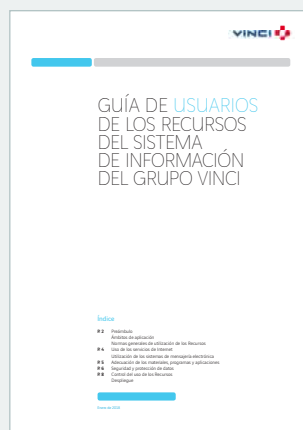 VINCI
GUÍA DE USUARIOS
DE LOS RECURSOS
DEL SISTEMA
DE INFORMACIÓN
DEL GRUPO VINCI
Índice
P.2 Preámbulo
Ámbitos de aplicación
Normas generales de utilización de los Recursos
P.4 Uso de los servicios de Internet
Utilización de los sistemas de mensajería electrónica
P.5 Adecuación de los materiales, programas y aplicaciones
P.6 Seguridad y protección de datos
P.8 Control del uso de los Recursos
Despliegue